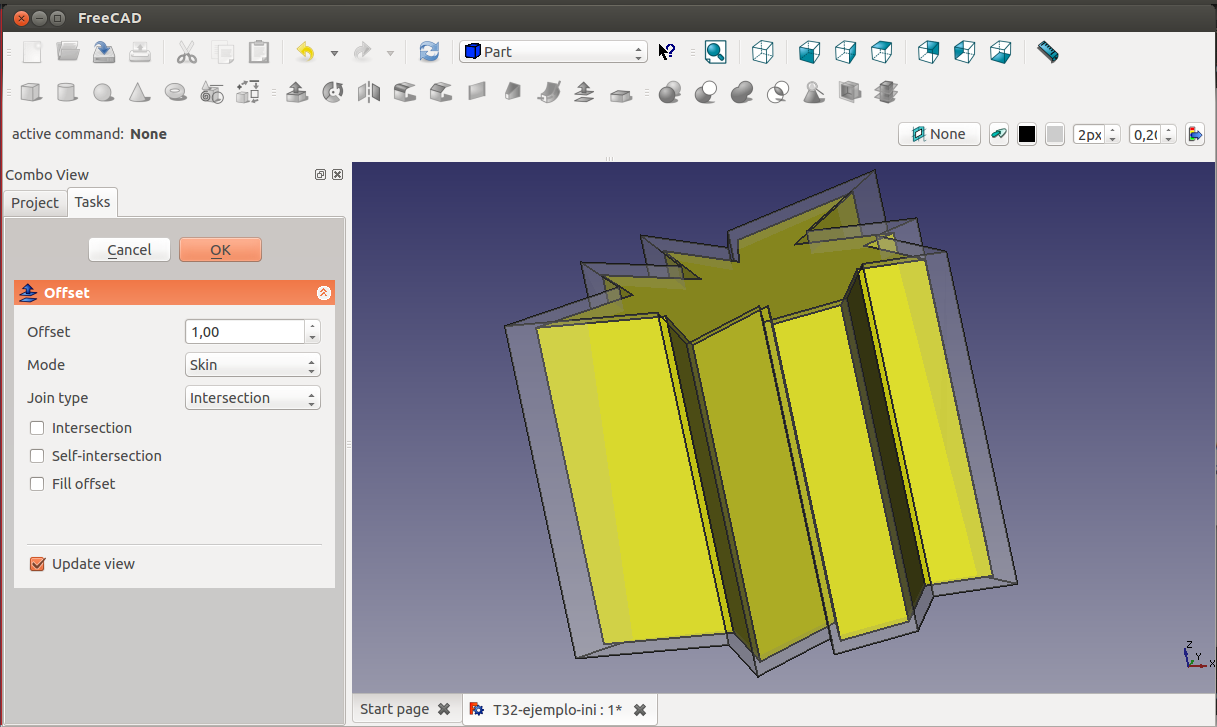 FreeCAD
Part
active command: None
None
2px
0,20
Combo View
Project
Tasks
Cancel
OK
Offset
Offset
1,00
Mode
Skin
Join type
Intersection
Intersection
Self-intersection
Fill offset
Update view
Z
Y
X
Start page
T32-ejemplo-ini : 1*